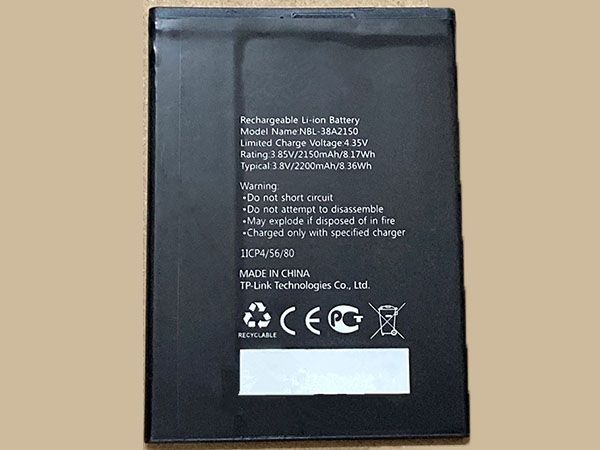 Rechargeable Li-ion Battery
Model Name:NBL-38A2150
Limited Charge Voltage:4.35V
Rating:3.85V/2150mAh/8.17Wh
Typical:3.8V/2200mAh/8.36Wh
Warning:
•Do not short circuit
•Do not attempt to disassemble
•May explode if disposed of in fire
•Charged only with specified charger
1ICP4/56/80
MADE IN CHINA
TP-Link Technologies Co., Ltd.
CE PCT
RECYCLABLE